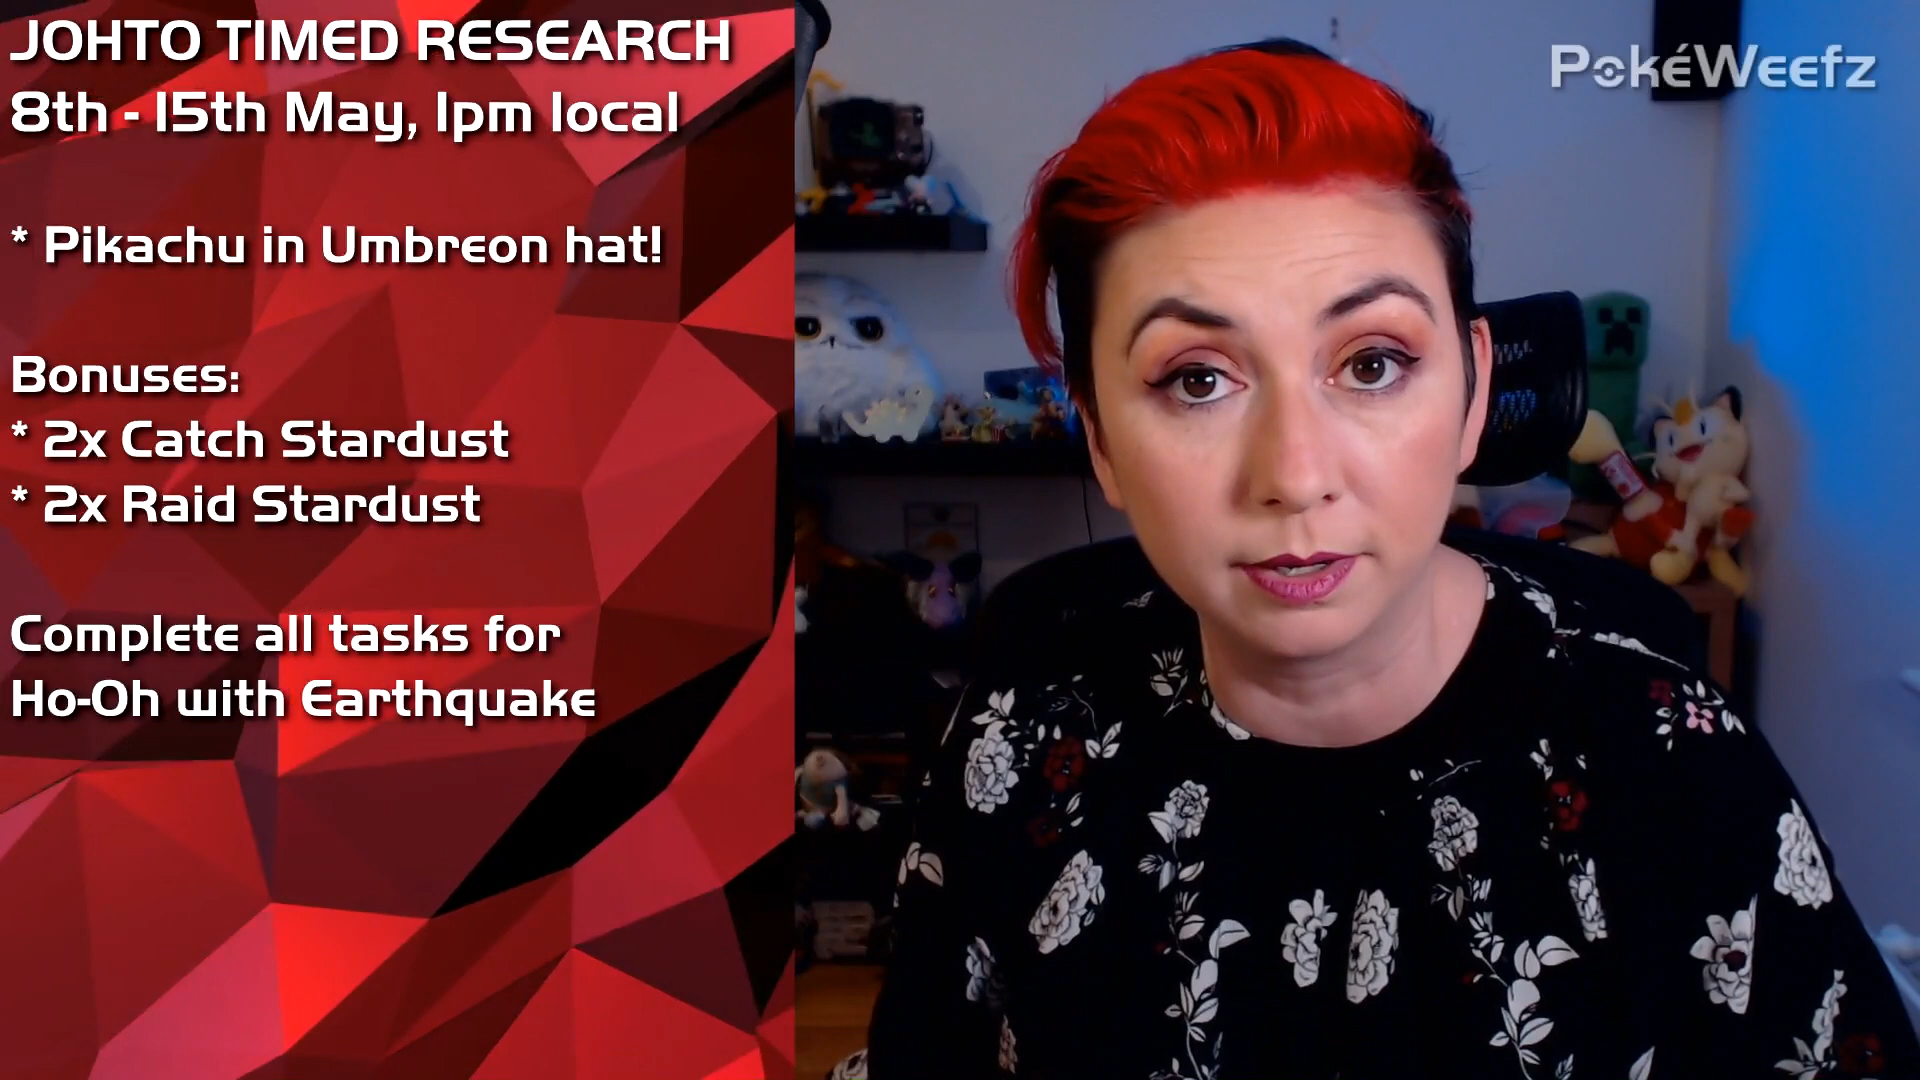 JOHTO TIMED RESEARCH
8th - 15th May, 1pm local
* Pikachu in Umbreon hat!
Bonuses:
* 2x Catch Stardust
* 2x Raid Stardust
Complete all tasks for
Ho-Oh with Earthquake
PokéWeefz